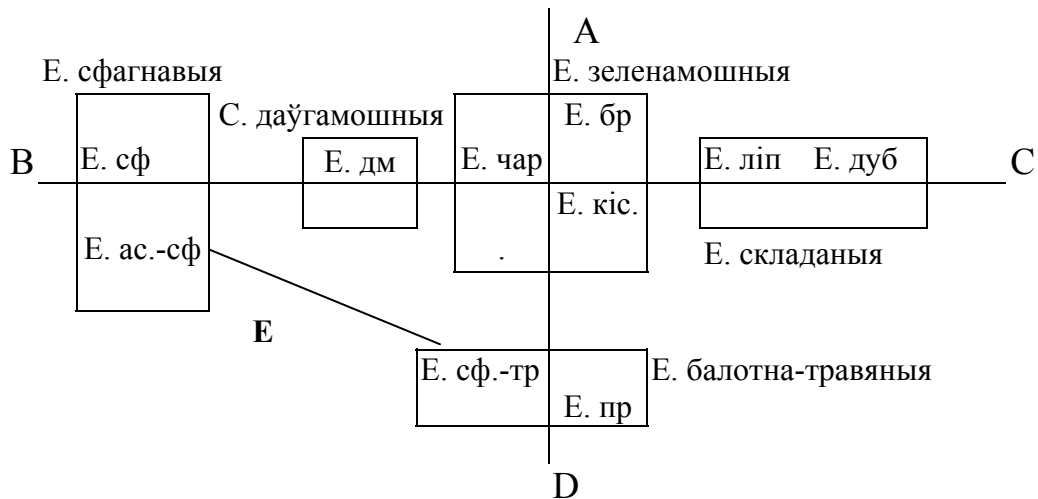 A
Е. сфагнавыя
Е. зеленамошныя
С. даўгамошныя
Е. бр
B
Е. сф
Е. дм
Е. чар
Е. ліп
Е. дуб
C
Е. кіс.
Е. ас.-сф
.
Е. складаныя
Е
Е. сф.-тр
Е. балотна-травяныя
Е. пр
D